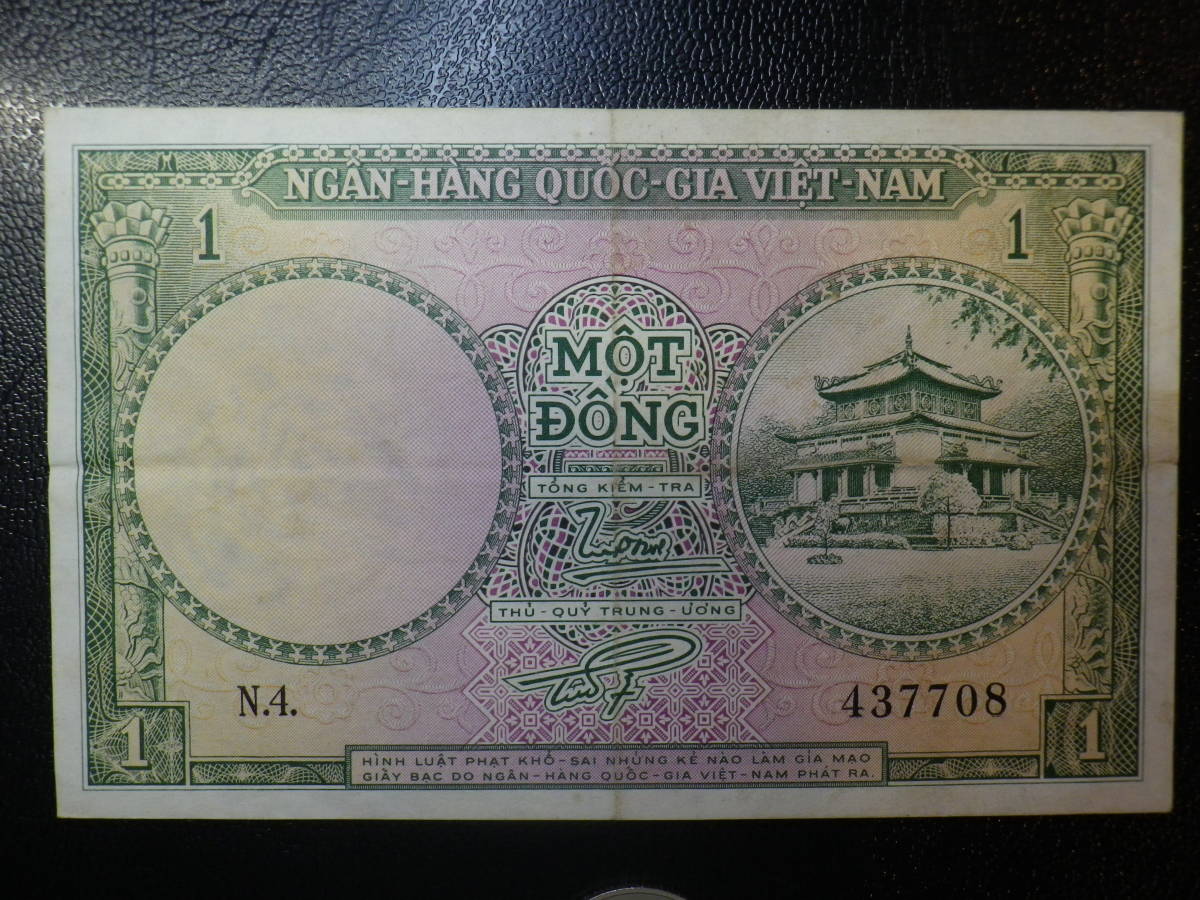 NGÂN-HÀNG QUỐC-GIA VIỆT-NAM
1
1
MỘT
ĐỒNG
TỔNG KIỂM-TRA
THỦ-QUỸ TRUNG-ƯƠNG
N.4.
437708
1
1
HÌNH LUẬT PHẠT KHỔ-SAI NHỮNG KẺ NÀO LÀM GIẢ MẠO
GIẤY BẠC DO NGÂN-HÀNG QUỐC-GIA VIỆT-NAM PHÁT RA.